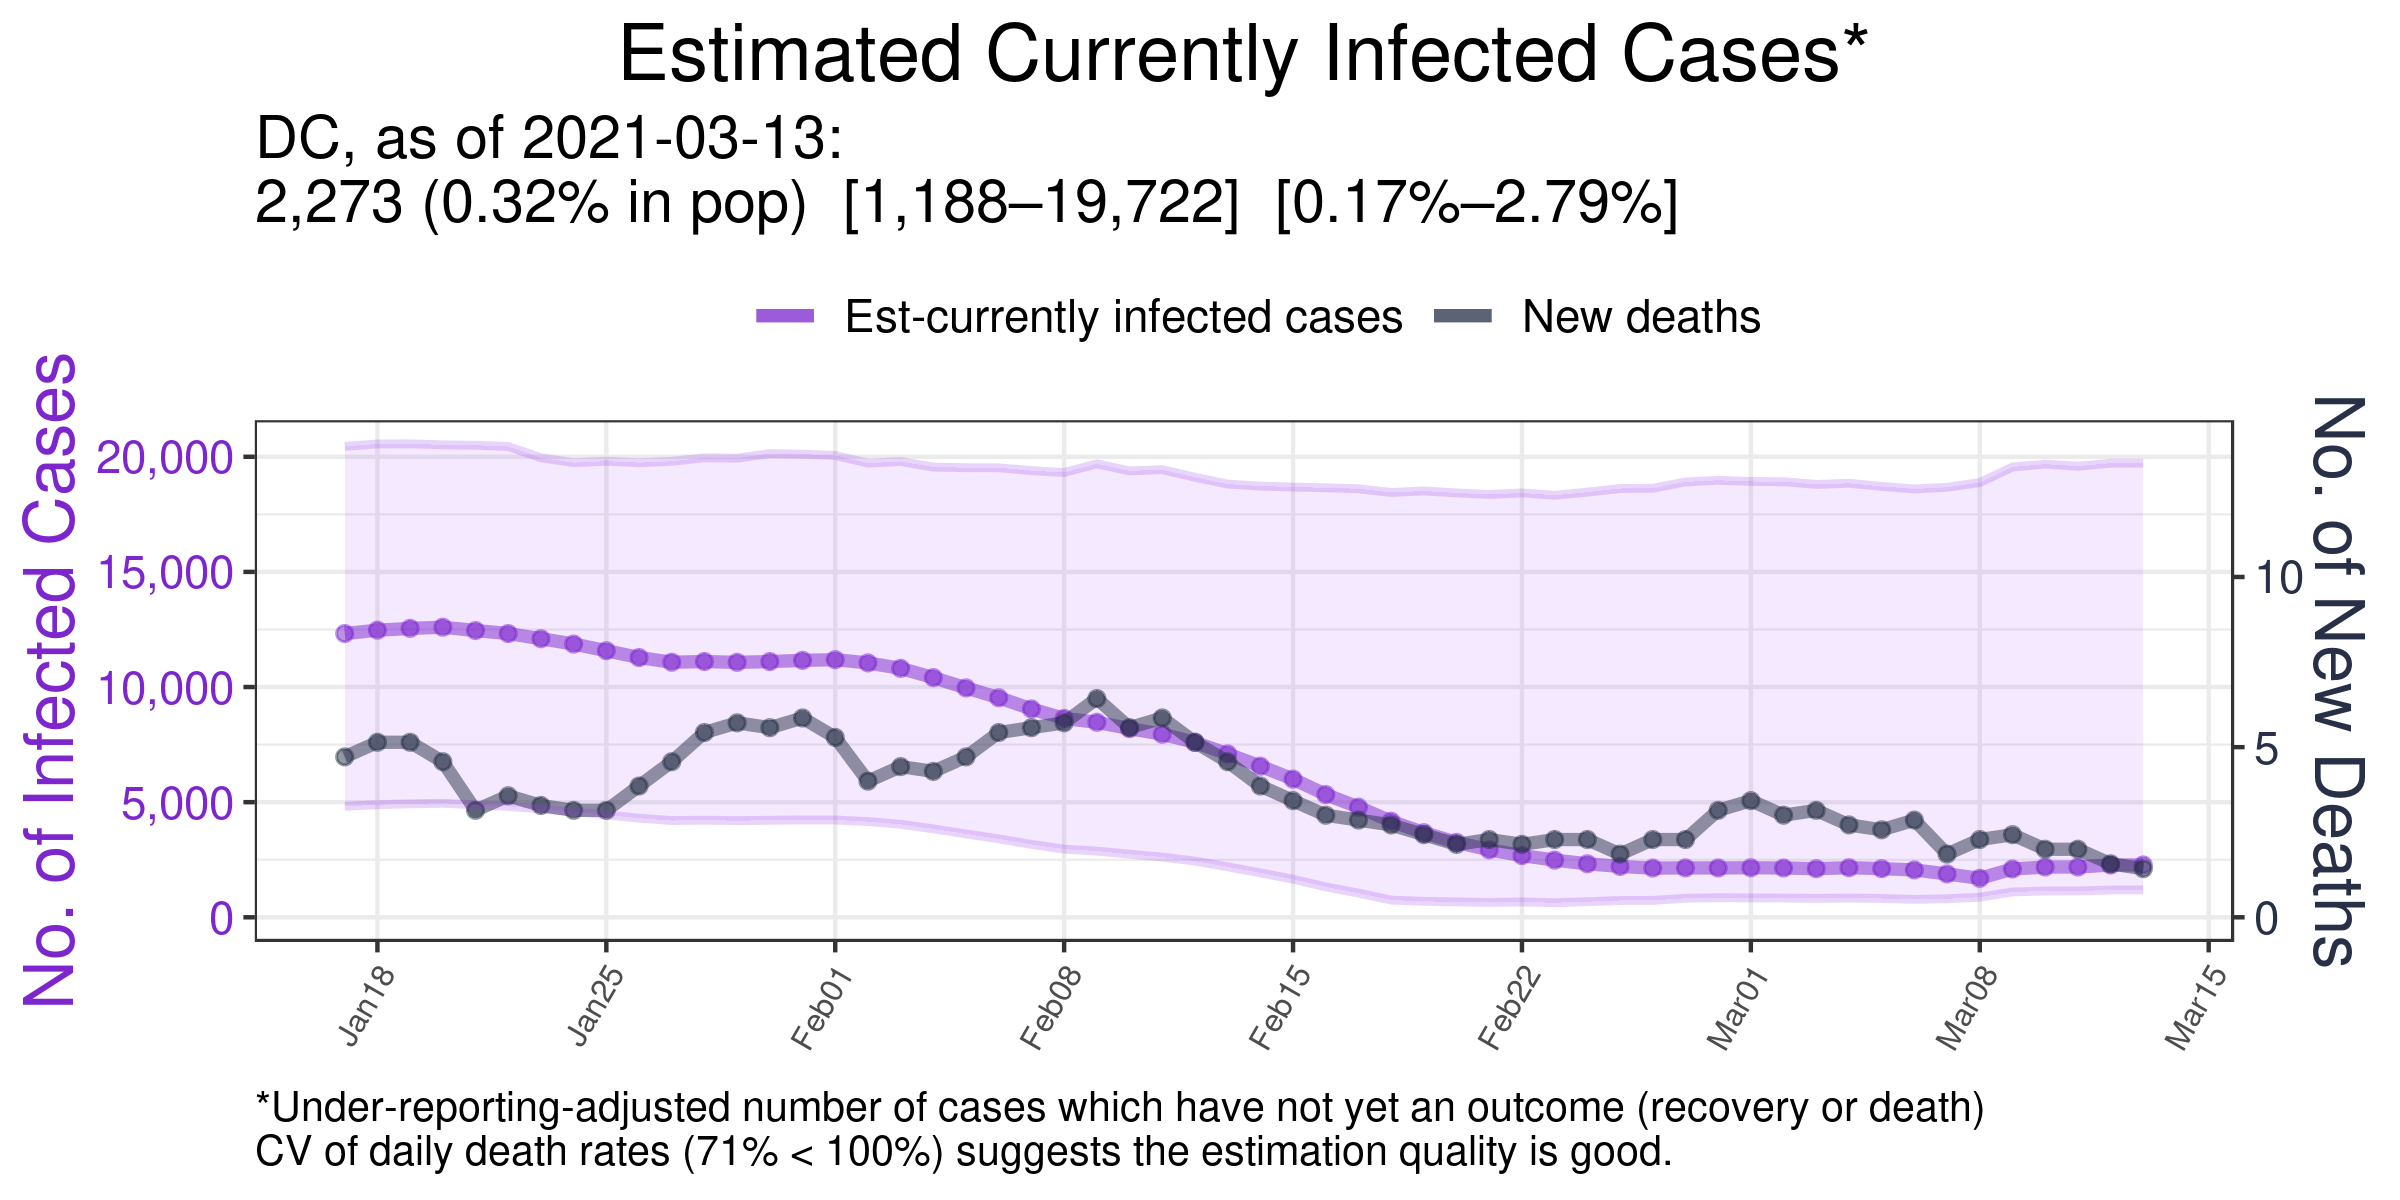 Estimated Currently Infected Cases*
DC, as of 2021-03-13:
2,273 (0.32% in pop)  [1,188–19,722]  [0.17%–2.79%]
Est-currently infected cases
New deaths
No. of Infected Cases
20,000
15,000
10,000
5,000
0
No. of New Deaths
10
5
0
Jan18
Jan25
Feb01
Feb08
Feb15
Feb22
Mar01
Mar08
Mar15
*Under-reporting-adjusted number of cases which have not yet an outcome (recovery or death)
CV of daily death rates (71% < 100%) suggests the estimation quality is good.